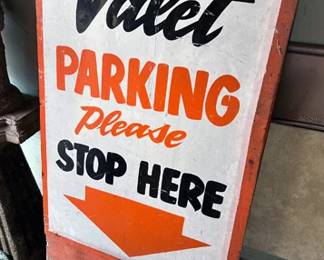 Valet
PARKING
Please
STOP HERE